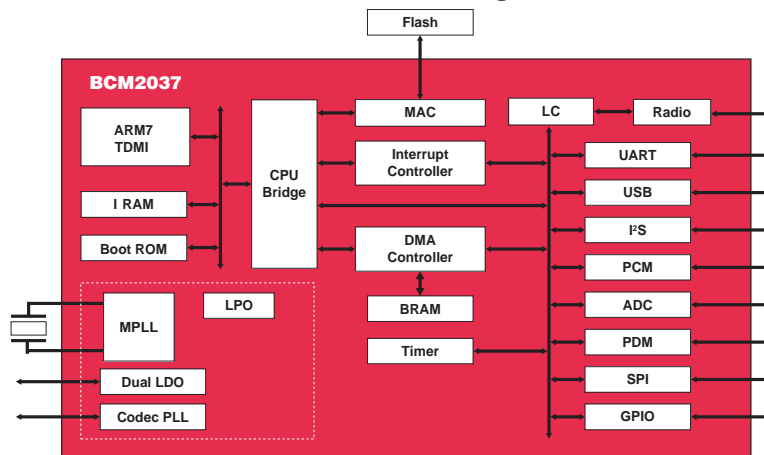 Flash
BCM2037
ARM7
TDMI
MAC
LC
Radio
Interrupt
Controller
UART
CPU
Bridge
USB
I RAM
I²S
Boot ROM
DMA
Controller
PCM
LPO
BRAM
ADC
MPLL
Timer
PDM
Dual LDO
SPI
Codec PLL
GPIO